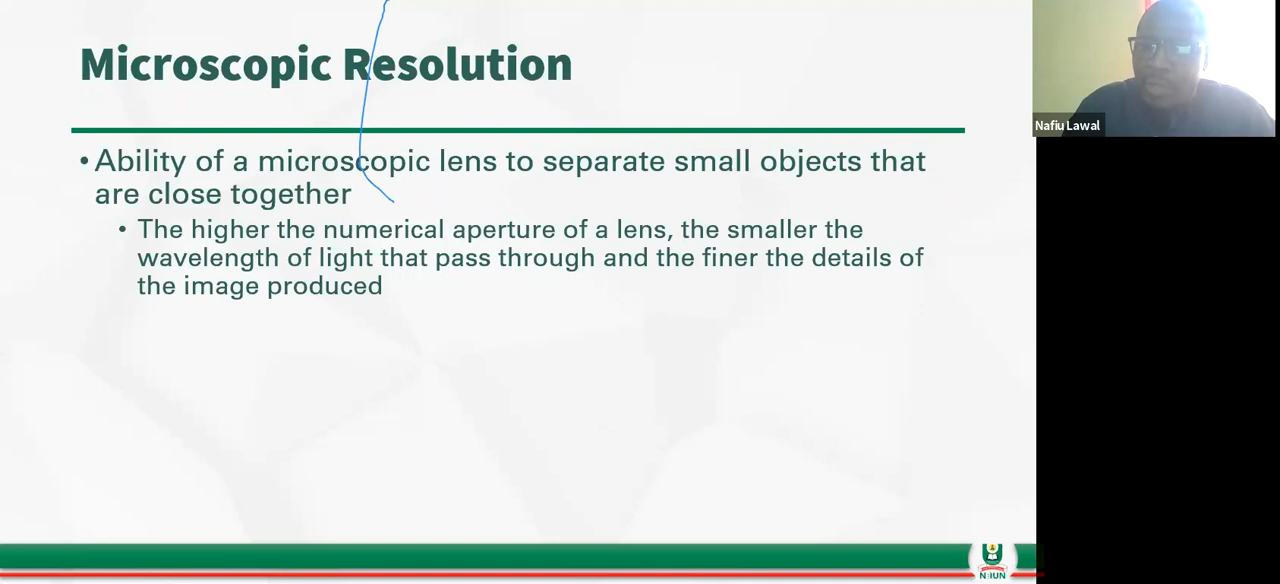 Microscopic Resolution
• Ability of a microscopic lens to separate small objects that
are close together
• The higher the numerical aperture of a lens, the smaller the
wavelength of light that pass through and the finer the details of
the image produced
Nafiu Lawal